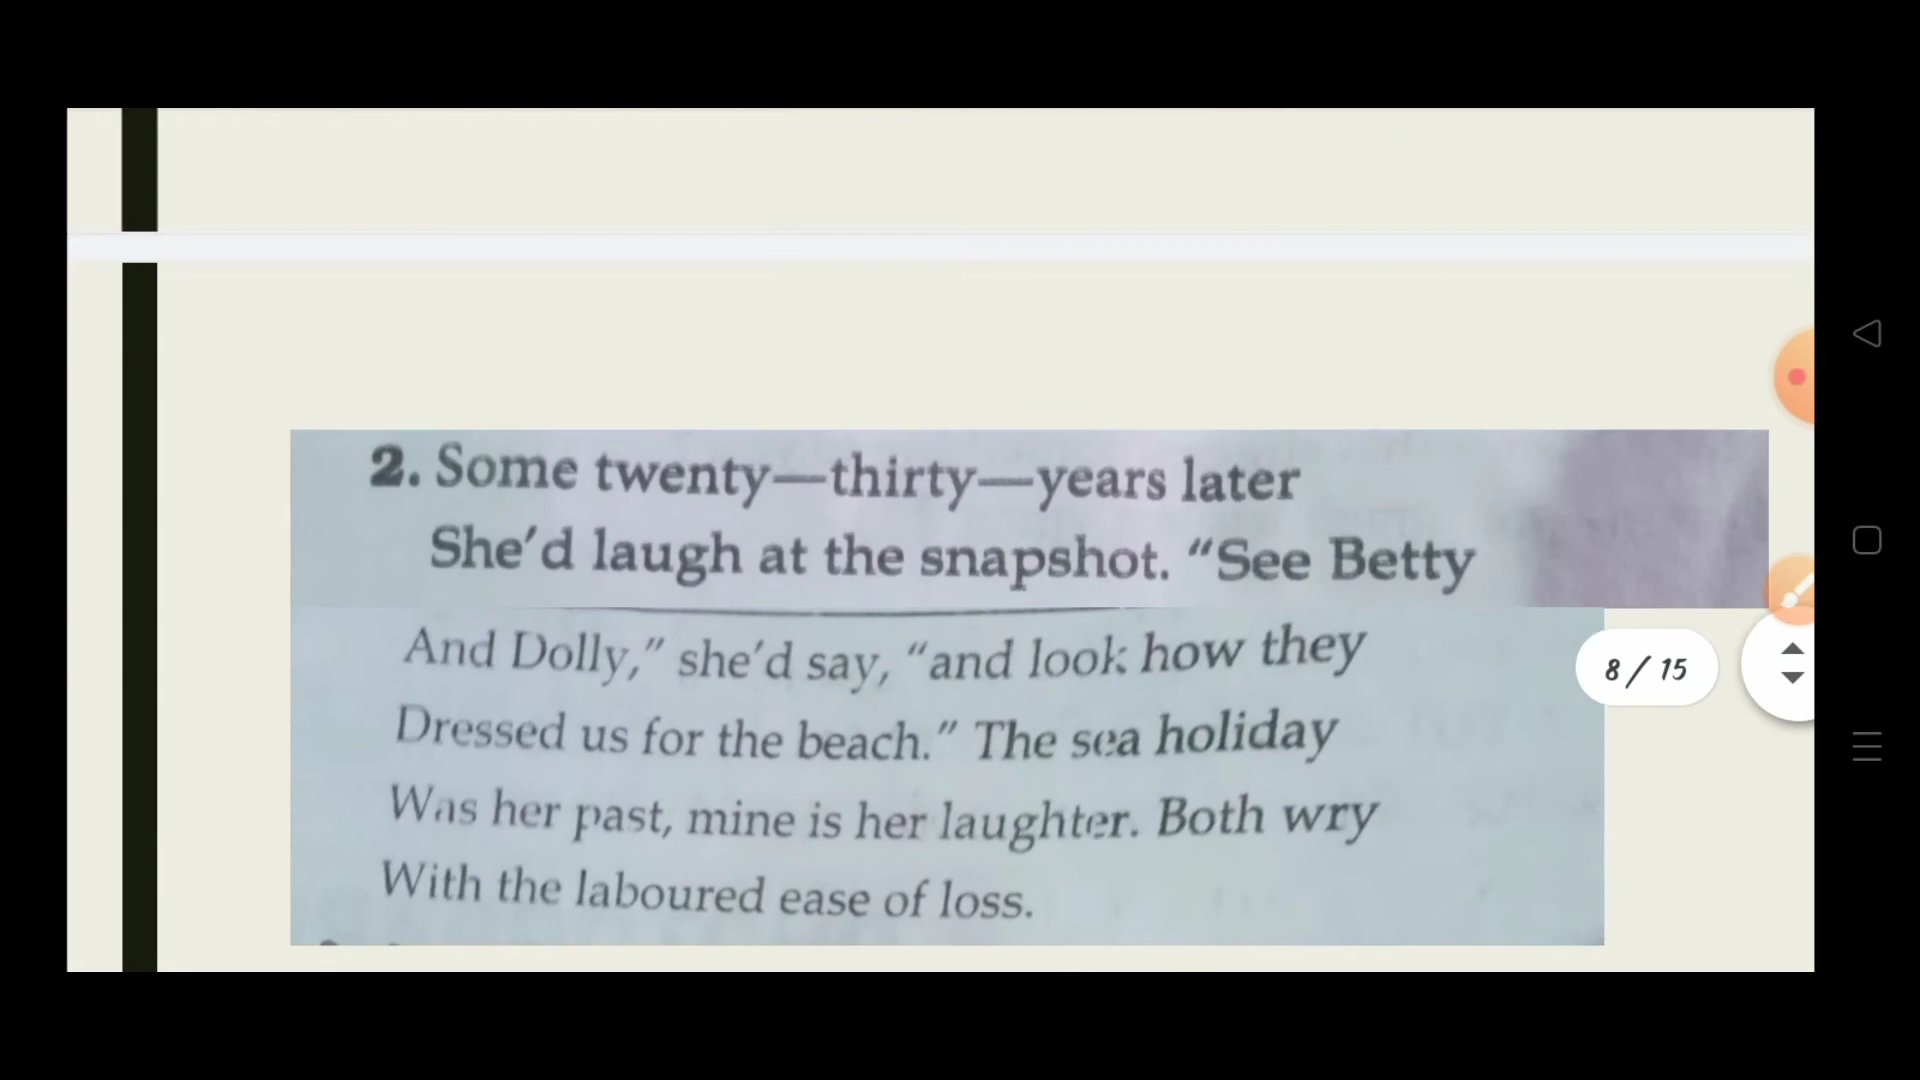 2. Some twenty—thirty—years later
She'd laugh at the snapshot. "See Betty
And Dolly," she'd say, "and look how they
Dressed us for the beach." The sea holiday
Was her past, mine is her laughter. Both wry
With the laboured ease of loss.
8 / 15